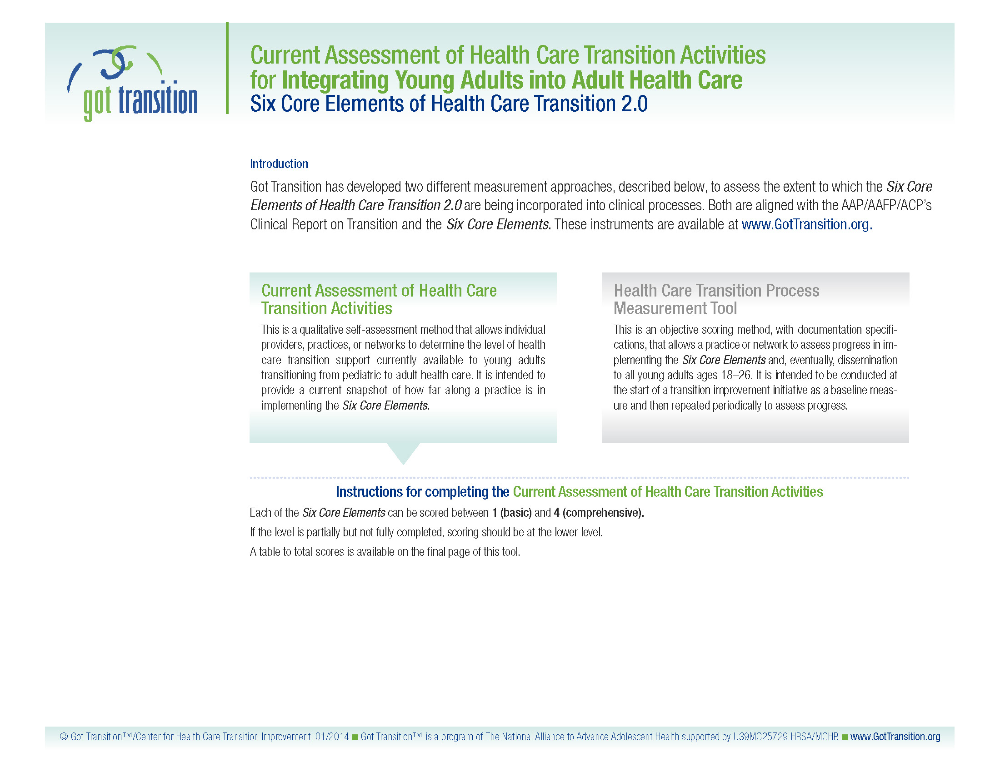 got transition
Current Assessment of Health Care Transition Activities
for Integrating Young Adults into Adult Health Care
Six Core Elements of Health Care Transition 2.0
Introduction
Got Transition has developed two different measurement approaches, described below, to assess the extent to which the Six Core
Elements of Health Care Transition 2.0 are being incorporated into clinical processes. Both are aligned with the AAP/AAFP/ACP’s
Clinical Report on Transition and the Six Core Elements. These instruments are available at www.GotTransition.org.
Current Assessment of Health Care
Transition Activities
This is a qualitative self-assessment method that allows individual
providers, practices, or networks to determine the level of health
care transition support currently available to young adults
transitioning from pediatric to adult health care. It is intended to
provide a current snapshot of how far along a practice is in
implementing the Six Core Elements.
Health Care Transition Process
Measurement Tool
This is an objective scoring method, with documentation specifi-
cations, that allows a practice or network to assess progress in im-
plementing the Six Core Elements and, eventually, dissemination
to all young adults ages 18–26. It is intended to be conducted at
the start of a transition improvement initiative as a baseline meas-
ure and then repeated periodically to assess progress.
Instructions for completing the Current Assessment of Health Care Transition Activities
Each of the Six Core Elements can be scored between 1 (basic) and 4 (comprehensive).
If the level is partially but not fully completed, scoring should be at the lower level.
A table to total scores is available on the final page of this tool.
© Got Transition™/Center for Health Care Transition Improvement, 01/2014 ■ Got Transition™ is a program of The National Alliance to Advance Adolescent Health supported by U39MC25729 HRSA/MCHB ■ www.GotTransition.org